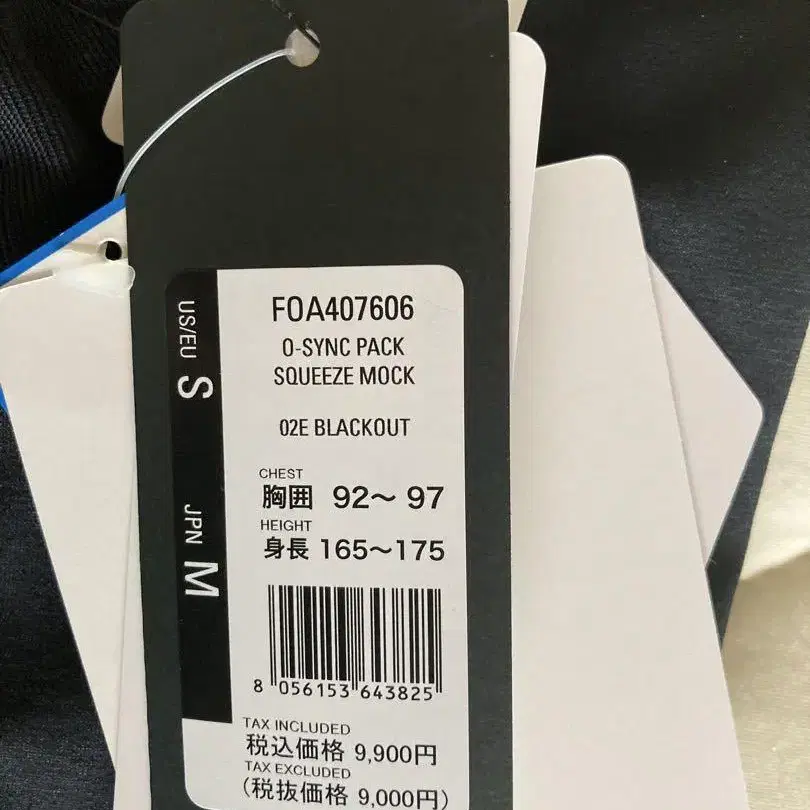 FOA407606
O-SYNC PACK
SQUEEZE MOCK
02E BLACKOUT
US/EU S
JPN M
CHEST
胸囲 92～ 97
HEIGHT
身長 165～175
8 056153 643825
TAX INCLUDED
税込価格 9,900円
TAX EXCLUDED
(税抜価格 9,000円)